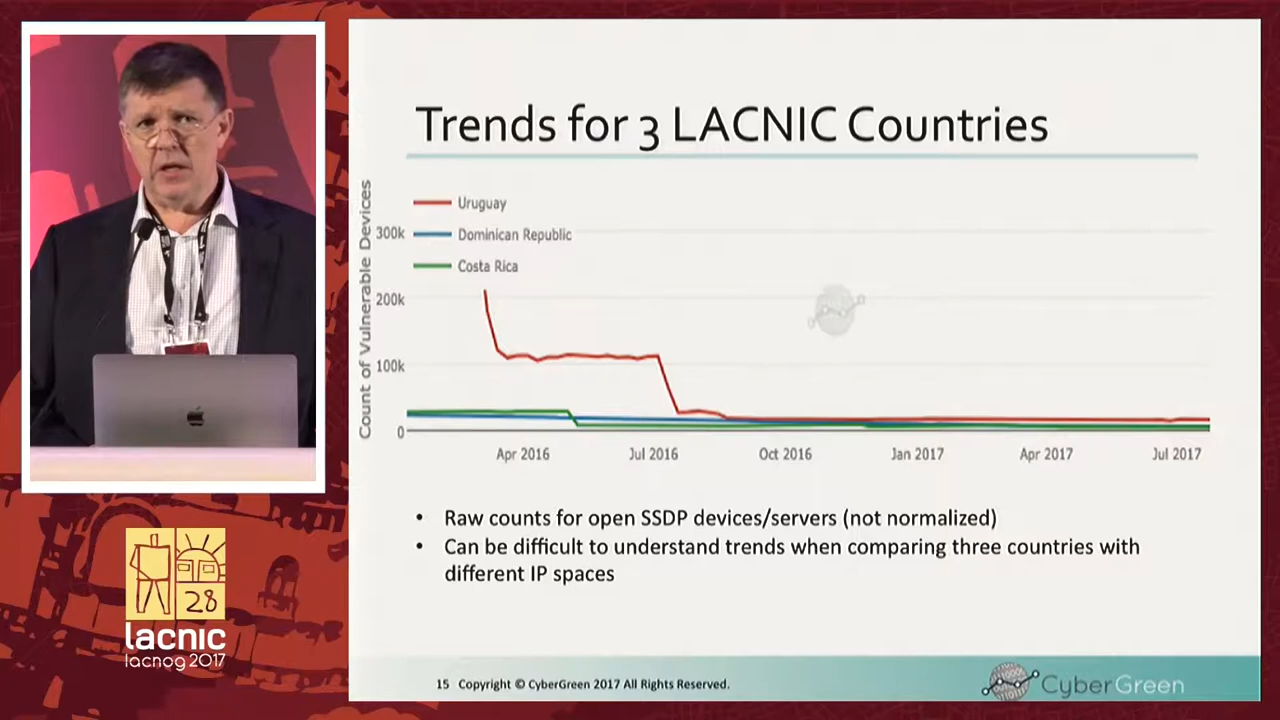 Trends for 3 LACNIC Countries
Count of Vulnerable Devices
Uruguay
Dominican Republic
Costa Rica
300k
200k
100k
0
Apr 2016
Jul 2016
Oct 2016
Jan 2017
Apr 2017
Jul 2017
• Raw counts for open SSDP devices/servers (not normalized)
• Can be difficult to understand trends when comparing three countries with
different IP spaces
15 Copyright © CyberGreen 2017 All Rights Reserved.
CyberGreen
28
lacnic
lacnog 2017